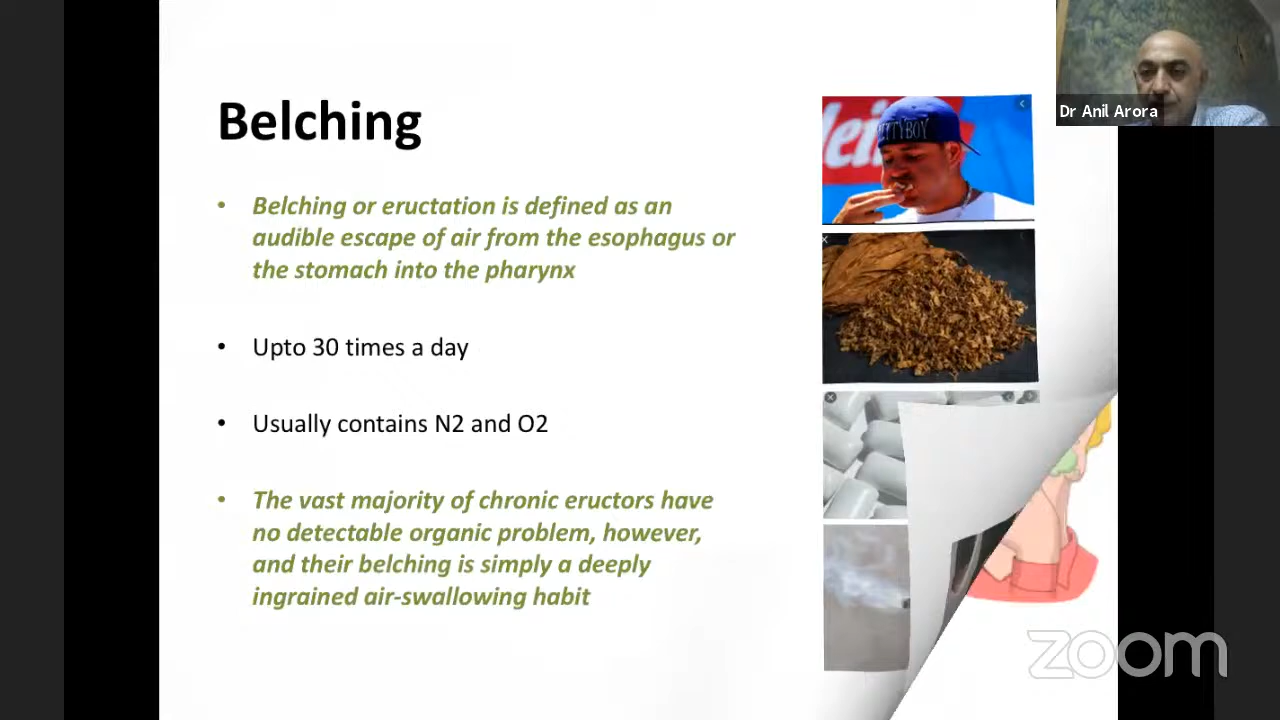 Belching
Dr Anil Arora
• Belching or eructation is defined as an
audible escape of air from the esophagus or
the stomach into the pharynx
• Upto 30 times a day
• Usually contains N2 and O2
• The vast majority of chronic eructors have
no detectable organic problem, however,
and their belching is simply a deeply
ingrained air-swallowing habit
zoom